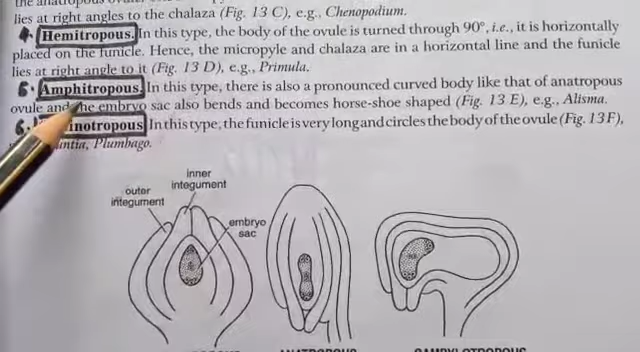 lies at right angles to the chalaza (Fig. 13 C), e.g., Chenopodium.
4. Hemitropous. In this type, the body of the ovule is turned through 90°, i.e., it is horizontally
placed on the funicle. Hence, the micropyle and chalaza are in a horizontal line and the funicle
lies at right angle to it (Fig. 13 D), e.g., Primula.
Amphitropous. In this type, there is also a pronounced curved body like that of anatropous
ovule and the embryo sac also bends and becomes horse-shoe shaped (Fig. 13 E), e.g., Alisma.
6. inotropous In this type, the funicle is very long and circles the body of the ovule (Fig. 13 F),
untia, Plumbago.
inner
integument
outer
integument
embryo
sac
ANATROPOUS
CAMPYLOTROPOUS